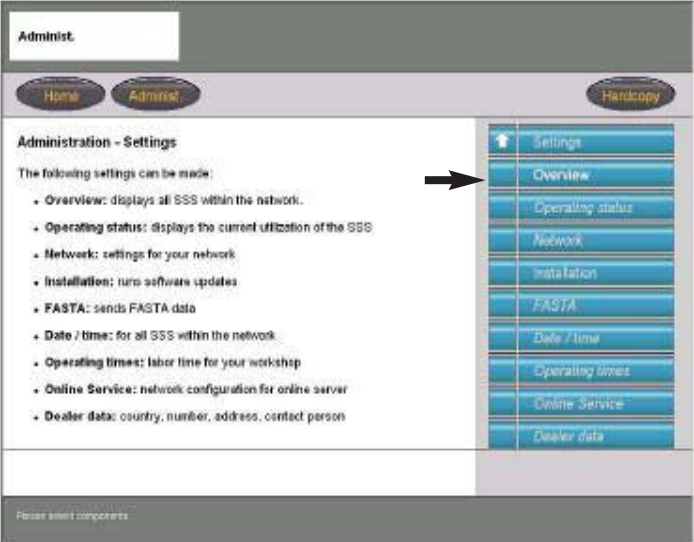 Administ.
Home
Administ.
Hardcopy
Administration - Settings
The following settings can be made:
• Overview: displays all SSS within the network.
• Operating status: displays the current utilization of the SSS
• Network: settings for your network
• Installation: runs software updates
• FASTA: sends FASTA data
• Date / time: for all SSS within the network
• Operating times: labor time for your workshop
• Online Service: network configuration for online server
• Dealer data: country, number, address, contact person
Settings
Overview
Operating status
Network
Installation
FASTA
Date / time
Operating times
Online Service
Dealer data
Please select components